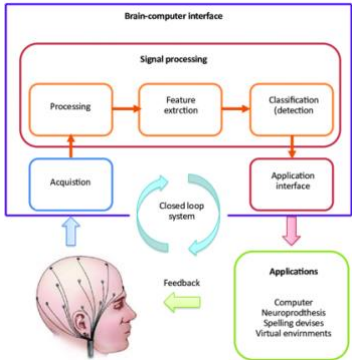 Brain-computer interface
Signal processing
Processing
Feature
extrction
Classification
(detection
Acquistion
Application
interface
Closed loop
system
Feedback
Applications
Computer
Neuroprodthesis
Spelling devises
Virtual envirnments